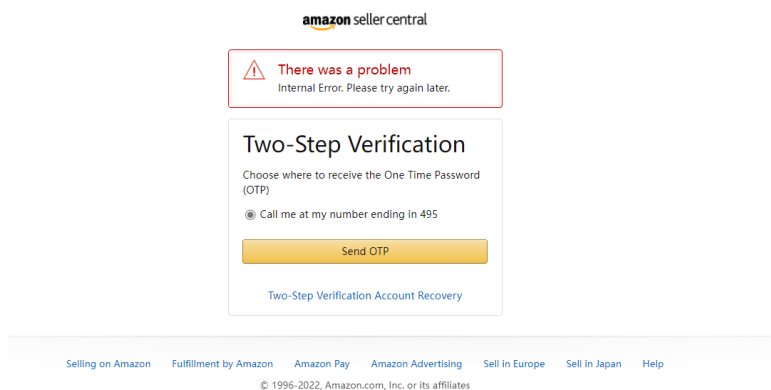 amazon seller central
There was a problem
Internal Error. Please try again later.
Two-Step Verification
Choose where to receive the One Time Password
(OTP)
Call me at my number ending in 495
Send OTP
Two-Step Verification Account Recovery
Selling on Amazon Fulfillment by Amazon Amazon Pay Amazon Advertising Sell in Europe Sell in Japan Help
© 1996-2022, Amazon.com, Inc. or its affiliates